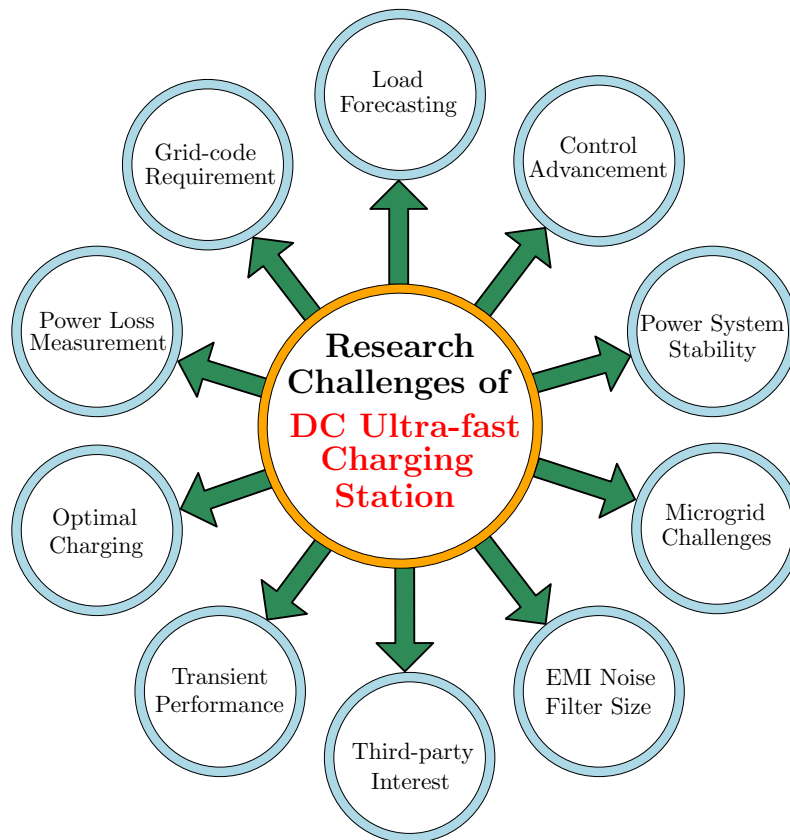 Load
Forecasting
Control
Advancement
Grid-code
Requirement
Power System
Stability
Power Loss
Measurement
Research
Challenges of
DC Ultra-fast
Charging
Station
Microgrid
Challenges
Optimal
Charging
EMI Noise
Filter Size
Transient
Performance
Third-party
Interest